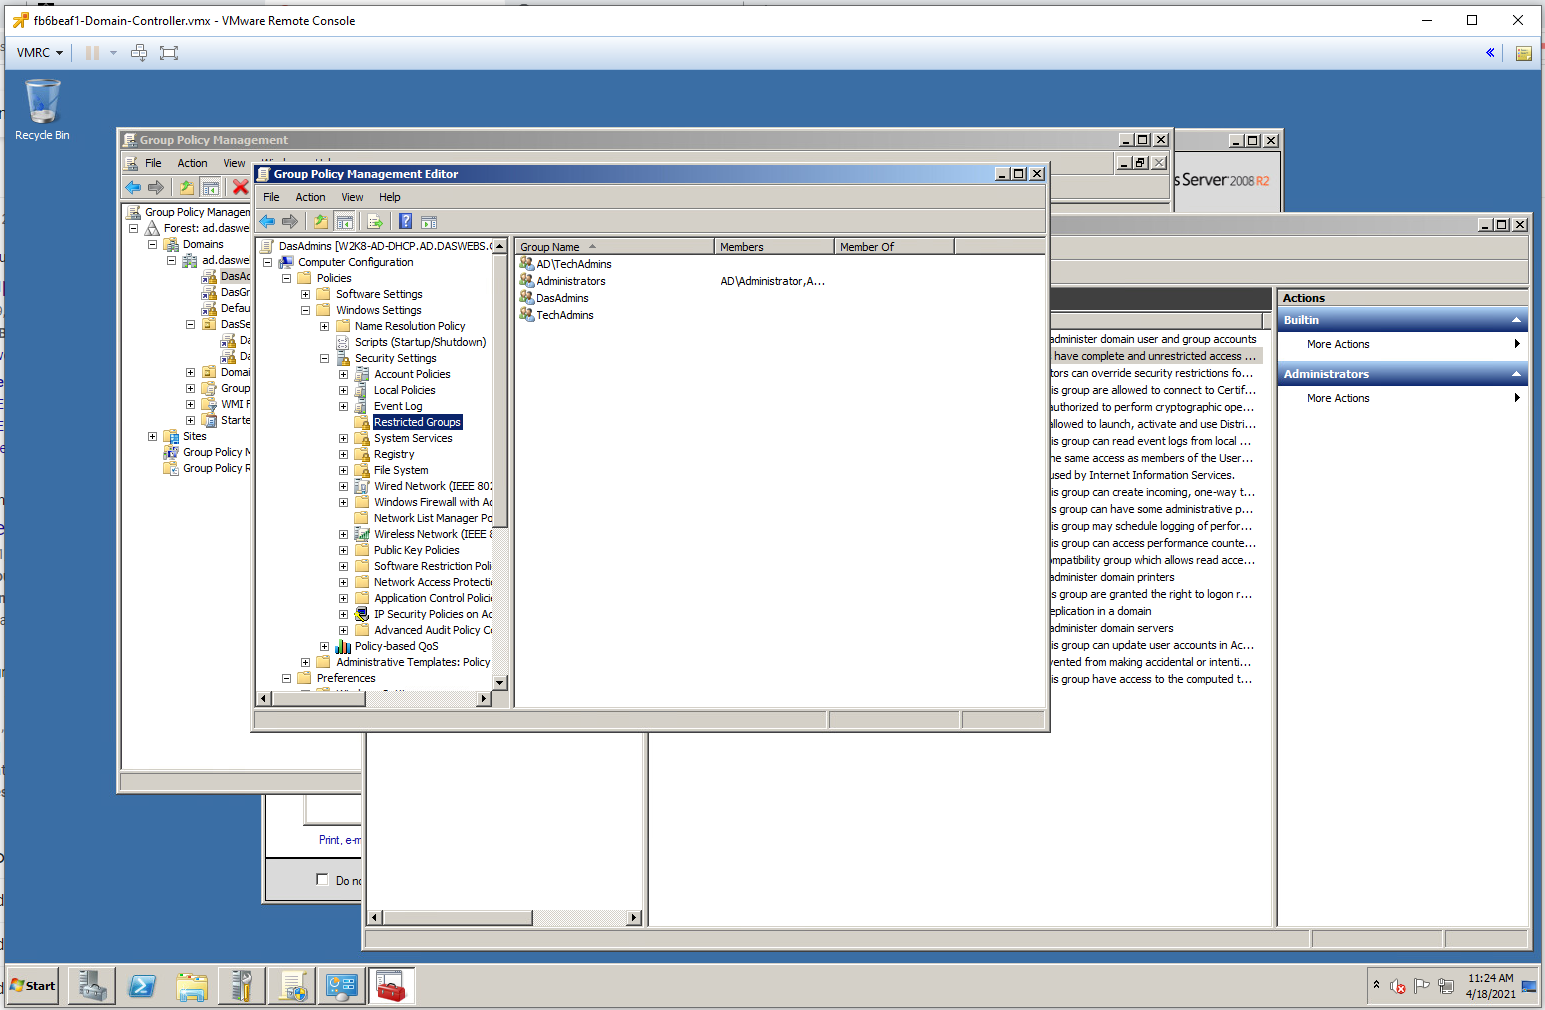 fb6beaf1-Domain-Controller.vmx - VMware Remote Console
VMRC
Recycle Bin
Group Policy Management
File Action View
Server 2008 R2
Group Policy Management Editor
File Action View Help
Group Policy Managem
Forest: ad.daswe
Domains
ad.daswe
DasAd
DasGr
Defau
DasSe
Da
Da
Domai
Group
WMI F
Starte
Sites
Group Policy M
Group Policy R
DasAdmins [W2K8-AD-DHCP.AD.DASWEBS.
Computer Configuration
Policies
Software Settings
Windows Settings
Name Resolution Policy
Scripts (Startup/Shutdown)
Security Settings
Account Policies
Local Policies
Event Log
Restricted Groups
System Services
Registry
File System
Wired Network (IEEE 802
Windows Firewall with Ad
Network List Manager Po
Wireless Network (IEEE 8
Public Key Policies
Software Restriction Poli
Network Access Protecti
Application Control Polici
IP Security Policies on Ac
Advanced Audit Policy C
Policy-based QoS
Administrative Templates: Policy
Preferences
Group Name Members Member Of
AD\TechAdmins
Administrators AD\Administrator,A...
DasAdmins
TechAdmins
administer domain user and group accounts
have complete and unrestricted access ...
tors can override security restrictions fo...
is group are allowed to connect to Certif...
authorized to perform cryptographic ope...
allowed to launch, activate and use Distri...
is group can read event logs from local ...
he same access as members of the User...
used by Internet Information Services.
is group can create incoming, one-way t...
is group can have some administrative p...
is group may schedule logging of perfor...
is group can access performance counte...
mpatibility group which allows read acce...
administer domain printers
s group are granted the right to logon r...
eplication in a domain
administer domain servers
is group can update user accounts in Ac...
vented from making accidental or intenti...
is group have access to the computed t...
Actions
Builtin
More Actions
Administrators
More Actions
Print, e-m
Do no
Start
11:24 AM
4/18/2021